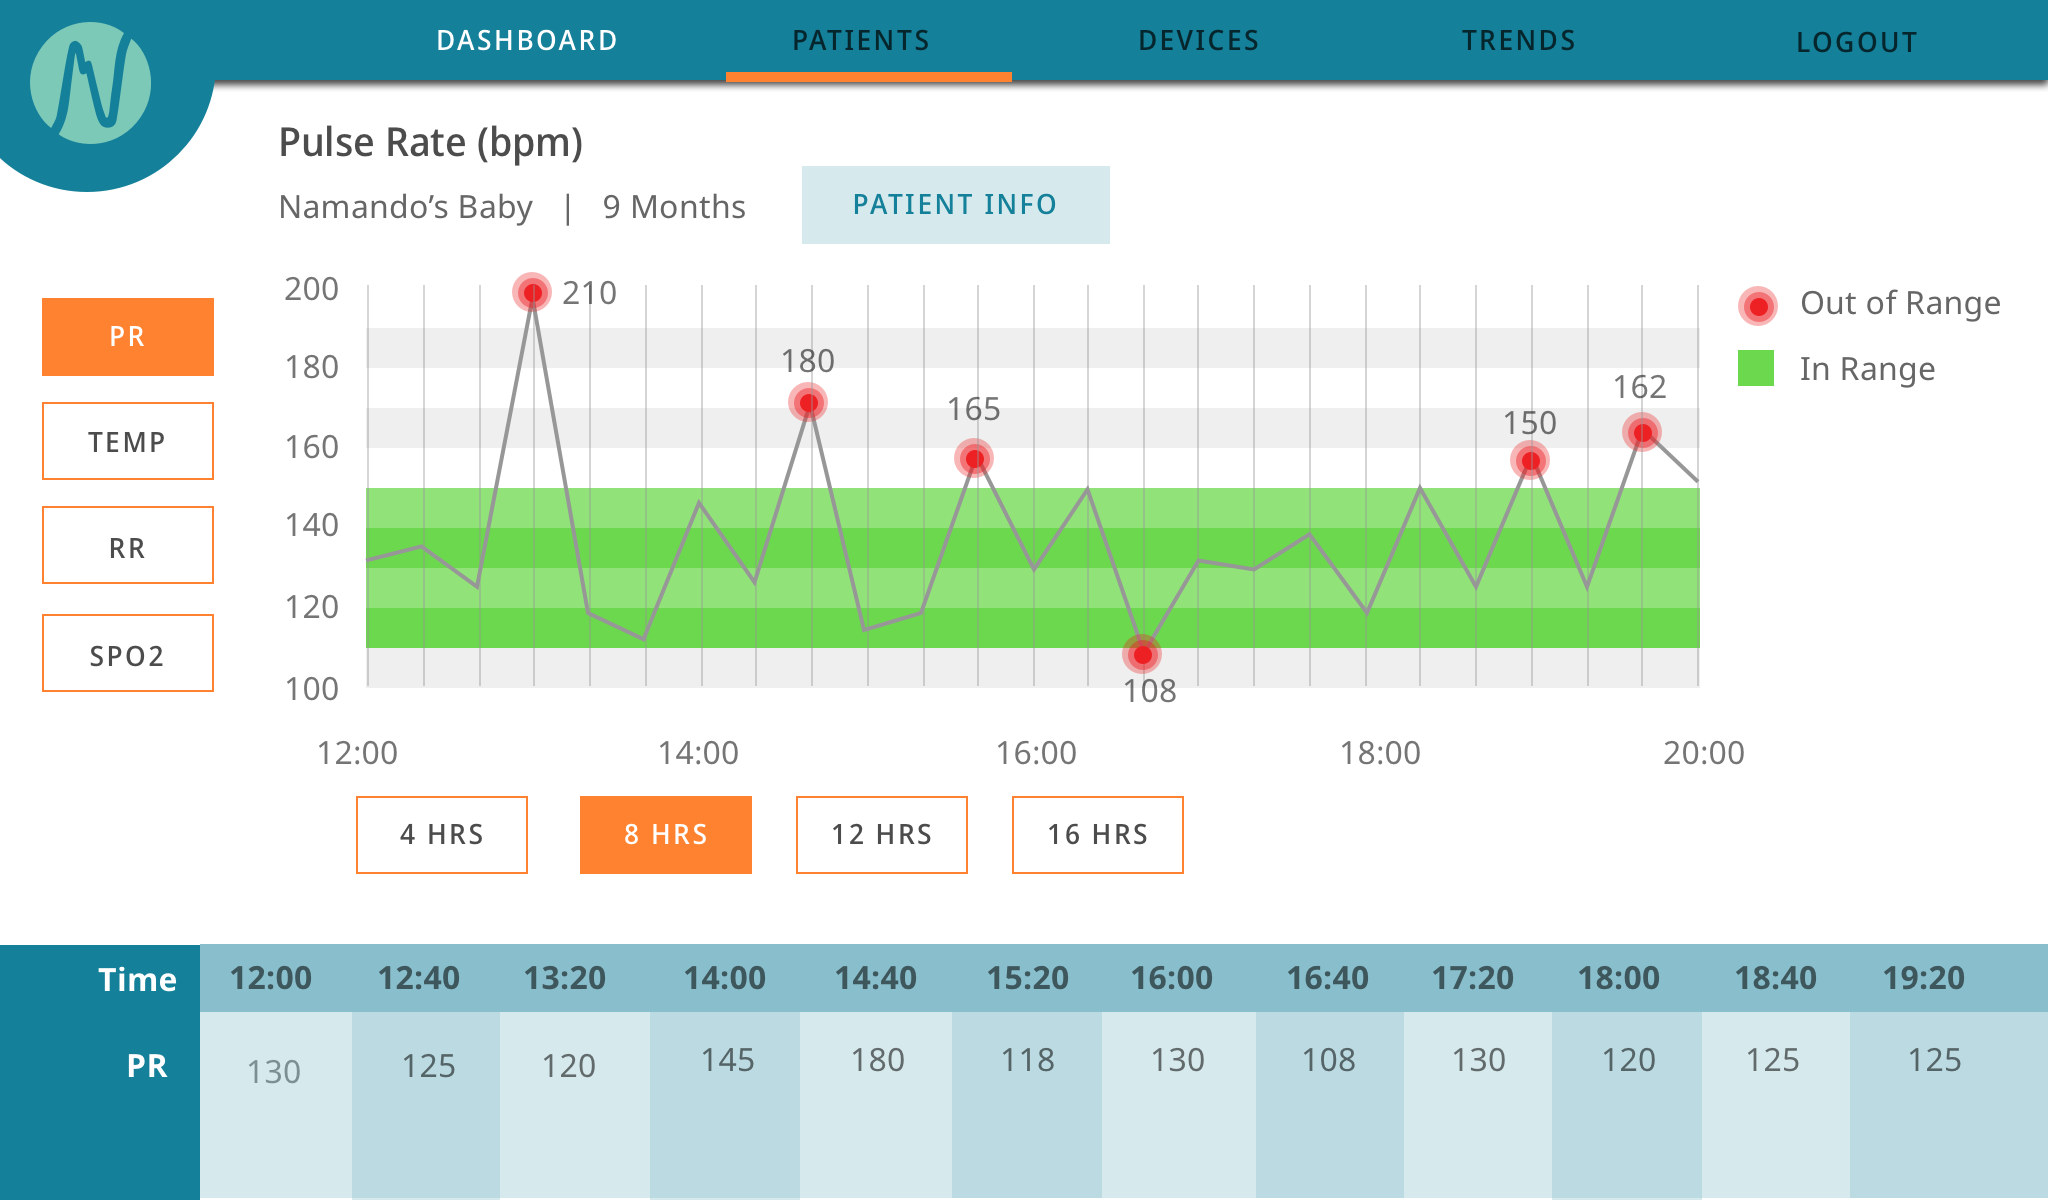 DASHBOARD PATIENTS DEVICES TRENDS LOGOUT
Pulse Rate (bpm)
Namando’s Baby | 9 Months
PATIENT INFO
PR
TEMP
RR
SPO2
200
180
160
140
120
100
210
180
165
108
150
162
Out of Range
In Range
12:00 14:00 16:00 18:00 20:00
4 HRS 8 HRS 12 HRS 16 HRS
Time 12:00 12:40 13:20 14:00 14:40 15:20 16:00 16:40 17:20 18:00 18:40 19:20
PR 130 125 120 145 180 118 130 108 130 120 125 125